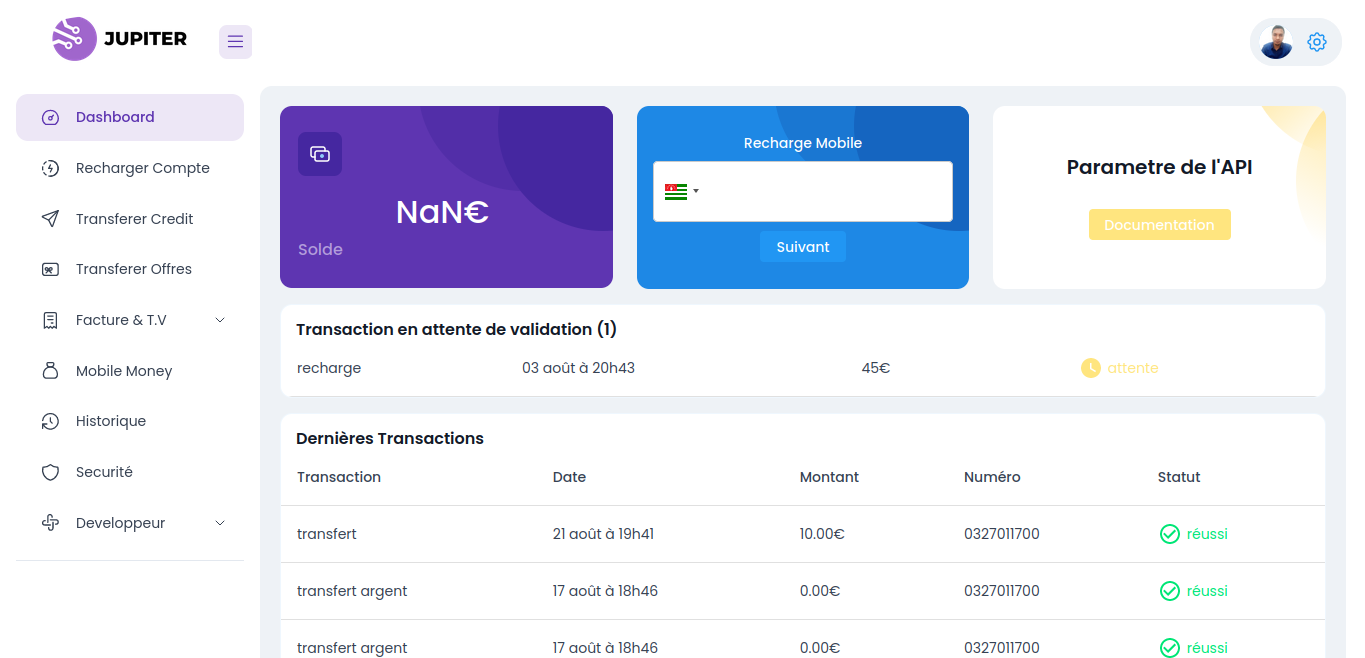 JUPITER
Dashboard
Recharger Compte
Transferer Credit
Transferer Offres
Facture & T.V
Mobile Money
Historique
Securité
Developpeur
NaN€
Solde
Recharge Mobile
Suivant
Parametre de l'API
Documentation
Transaction en attente de validation (1)
recharge 03 août à 20h43 45€ attente
Dernières Transactions
Transaction Date Montant Numéro Statut
transfert 21 août à 19h41 10.00€ 0327011700 réussi
transfert argent 17 août à 18h46 0.00€ 0327011700 réussi
transfert argent 17 août à 18h46 0.00€ 0327011700 réussi